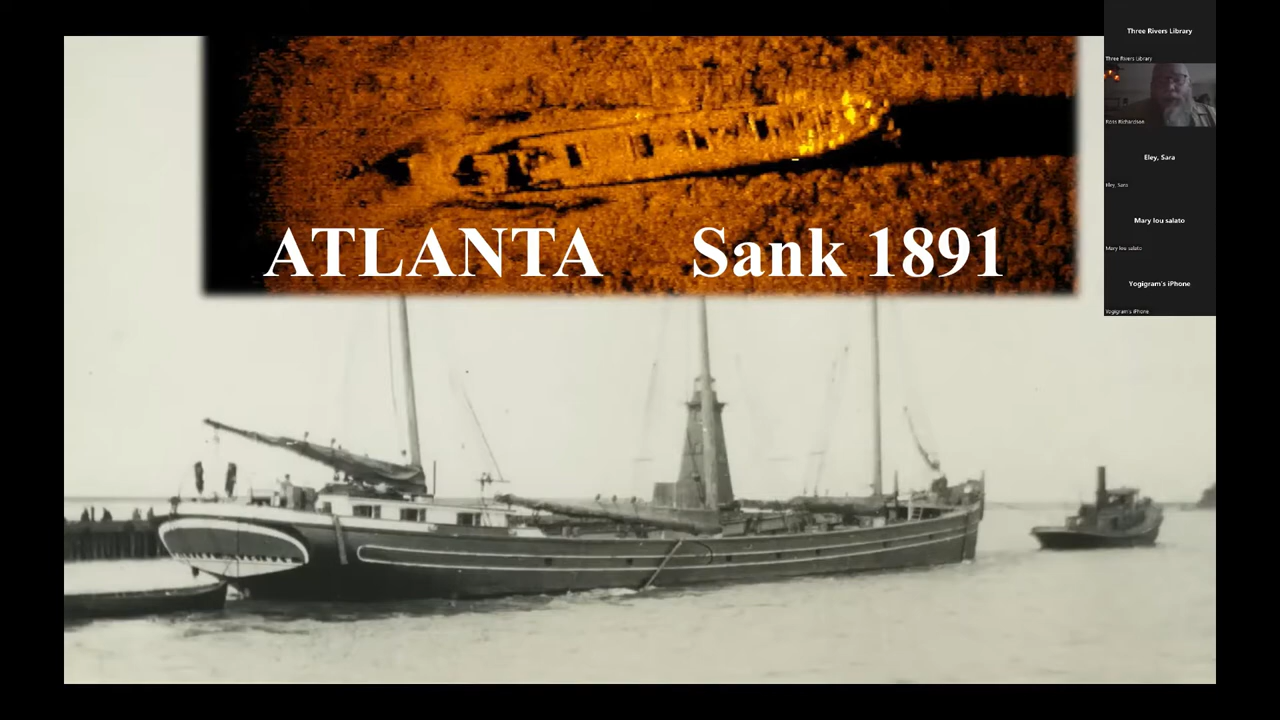 ATLANTA Sank 1891
Three Rivers Library
Three Rivers Library
Ross Richardson
Eley, Sara
Eley, Sara
Mary lou salato
Mary lou salato
Yogigram's iPhone
Yogigram's iPhone